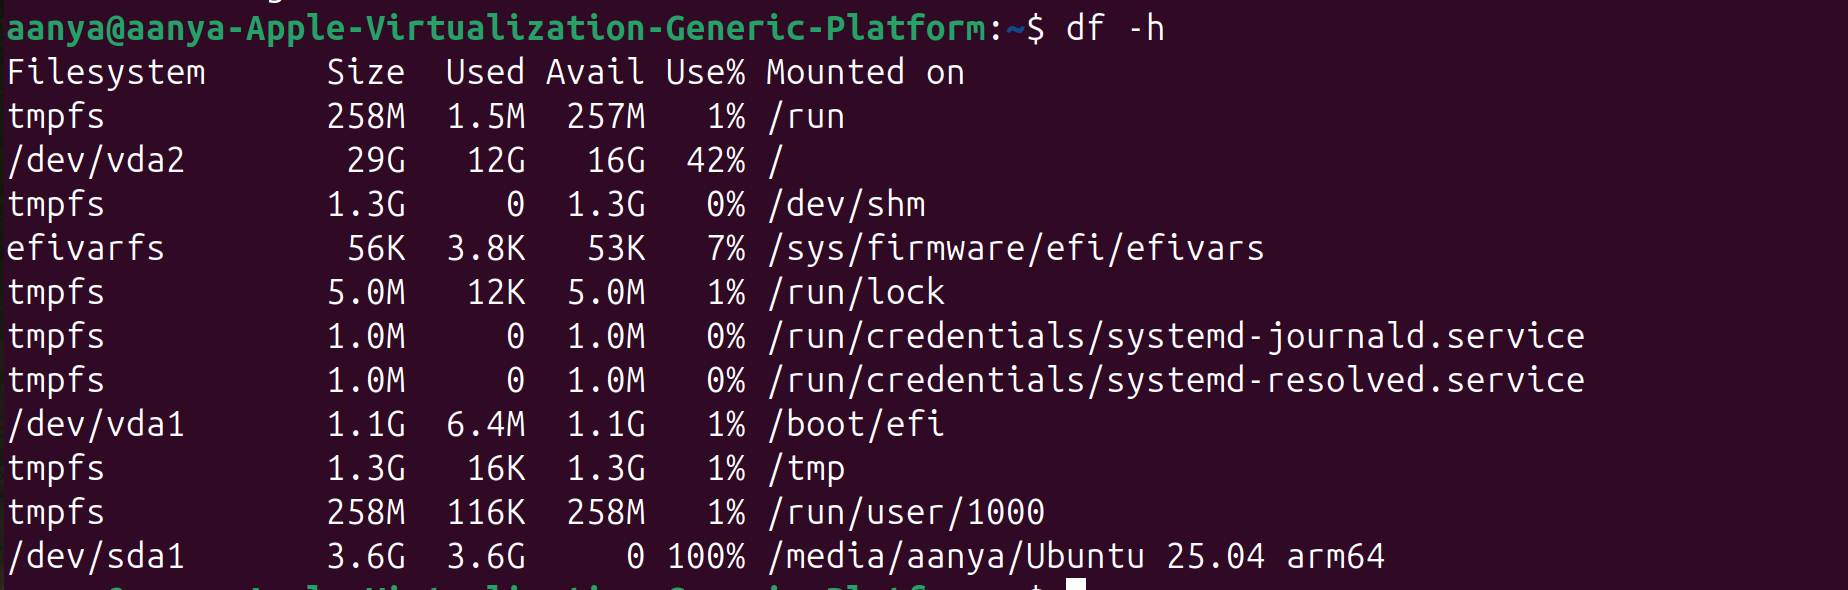 aanya@aanya-Apple-Virtualization-Generic-Platform:~$ df -h
Filesystem      Size  Used Avail Use% Mounted on
tmpfs           258M  1.5M  257M   1% /run
/dev/vda2        29G   12G   16G  42% /
tmpfs           1.3G     0  1.3G   0% /dev/shm
efivarfs         56K  3.8K   53K   7% /sys/firmware/efi/efivars
tmpfs           5.0M   12K  5.0M   1% /run/lock
tmpfs           1.0M     0  1.0M   0% /run/credentials/systemd-journald.service
tmpfs           1.0M     0  1.0M   0% /run/credentials/systemd-resolved.service
/dev/vda1       1.1G  6.4M  1.1G   1% /boot/efi
tmpfs           1.3G   16K  1.3G   1% /tmp
tmpfs           258M  116K  258M   1% /run/user/1000
/dev/sda1       3.6G  3.6G     0 100% /media/aanya/Ubuntu 25.04 arm64